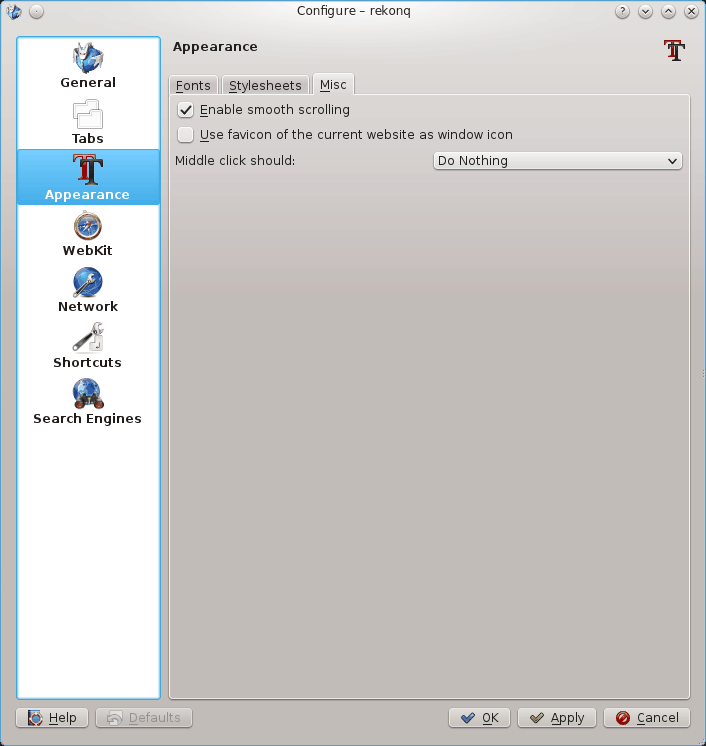 Configure – rekonq
General
Tabs
Appearance
WebKit
Network
Shortcuts
Search Engines
Appearance
Fonts Stylesheets Misc
Enable smooth scrolling
Use favicon of the current website as window icon
Middle click should: Do Nothing
Help Defaults OK Apply Cancel